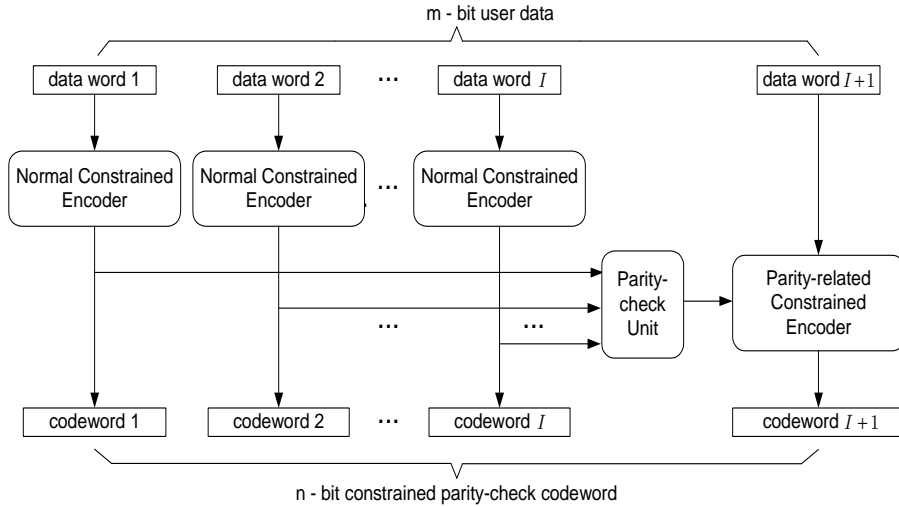 m - bit user data
data word 1
data word 2
...
data word I
data word I+1
Normal Constrained
Encoder
Normal Constrained
Encoder
...
Normal Constrained
Encoder
Parity-
check
Unit
Parity-related
Constrained
Encoder
...
...
codeword 1
codeword 2
...
codeword I
codeword I+1
n - bit constrained parity-check codeword